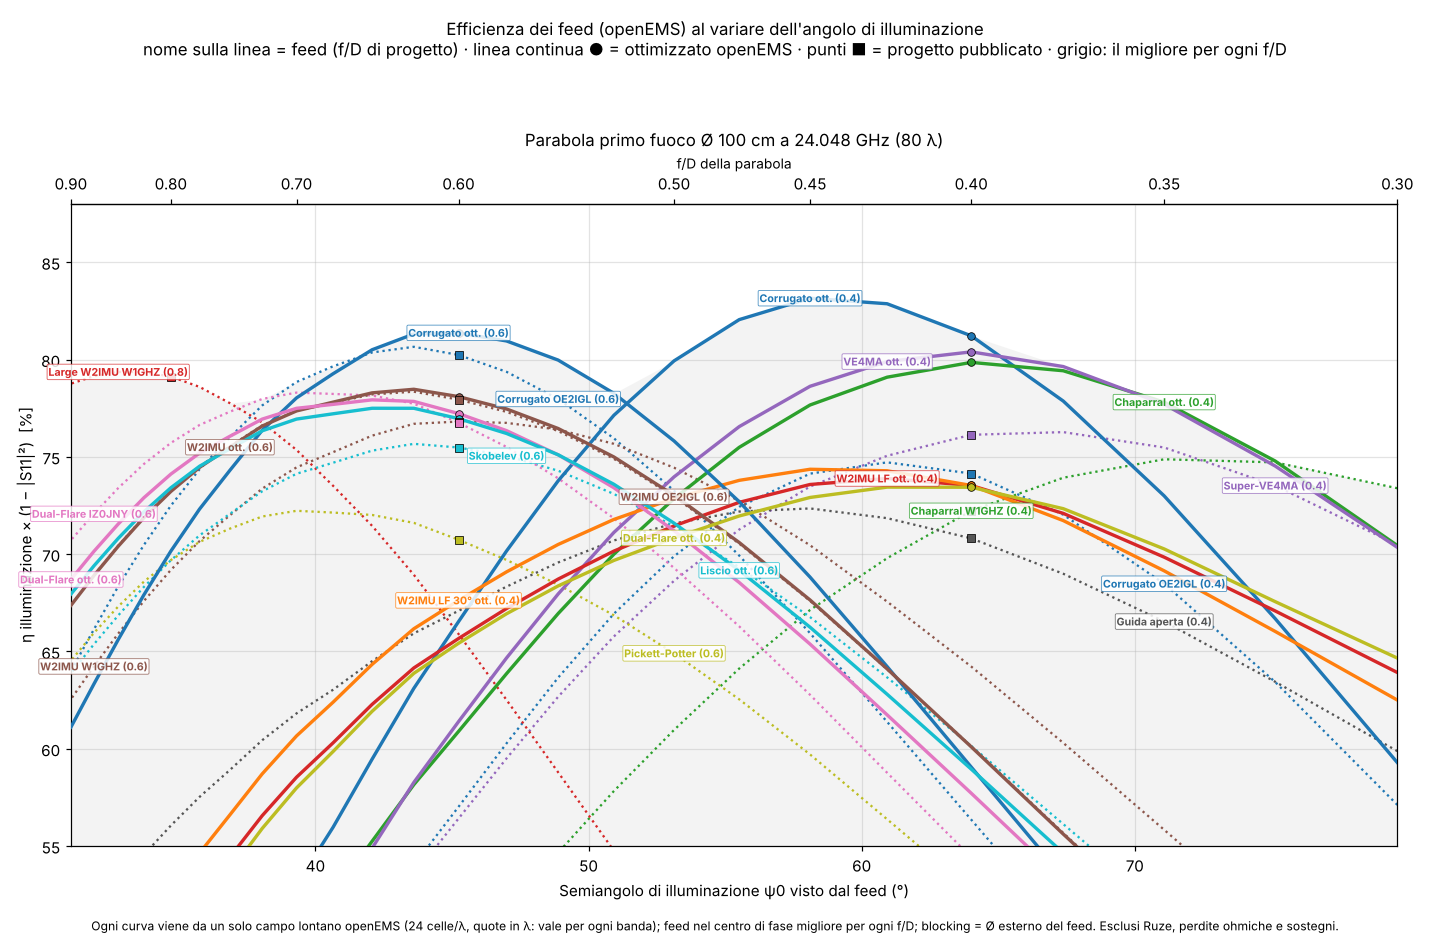 Efficienza dei feed (openEMS) al variare dell'angolo di illuminazione
nome sulla linea = feed (f/D di progetto) · linea continua ● = ottimizzato openEMS · punti ■ = progetto pubblicato · grigio: il migliore per ogni f/D
Parabola primo fuoco Ø 100 cm a 24.048 GHz (80 λ)
f/D della parabola
0.90 0.80 0.70 0.60 0.50 0.45 0.40 0.35 0.30
85
Corrugato ott. (0.4)
Corrugato ott. (0.6)
80
VE4MA ott. (0.4)
Large W2IMU W1GHZ (0.8)
Corrugato OE2IGL (0.6)
Chaparral ott. (0.4)
W2IMU ott. (0.6)
75
Skobelev (0.6)
W2IMU LF ott. (0.4)
Super-VE4MA (0.4)
W2IMU OE2IGL (0.6)
Dual-Flare IZ0JNY (0.6)
Chaparral W1GHZ (0.4)
Dual-Flare ott. (0.4)
70
Liscio ott. (0.6)
Dual-Flare ott. (0.6)
Corrugato OE2IGL (0.4)
W2IMU LF 30° ott. (0.4)
Guida aperta (0.4)
65
Pickett-Potter (0.6)
W2IMU W1GHZ (0.6)
60
55
η illuminazione × (1 − |S11|²) [%]
40 50 60 70
Semiangolo di illuminazione ψ0 visto dal feed (°)
Ogni curva viene da un solo campo lontano openEMS (24 celle/λ, quote in λ: vale per ogni banda); feed nel centro di fase migliore per ogni f/D; blocking = Ø esterno del feed. Esclusi Ruze, perdite ohmiche e sostegni.